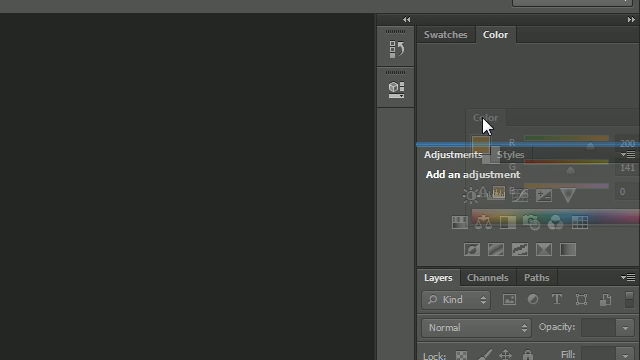 Swatches Color
Color
R 200
Adjustments Styles
G 141
Add an adjustment
B 0
Layers Channels Paths
Kind
T
Normal Opacity:
Lock: Fill: